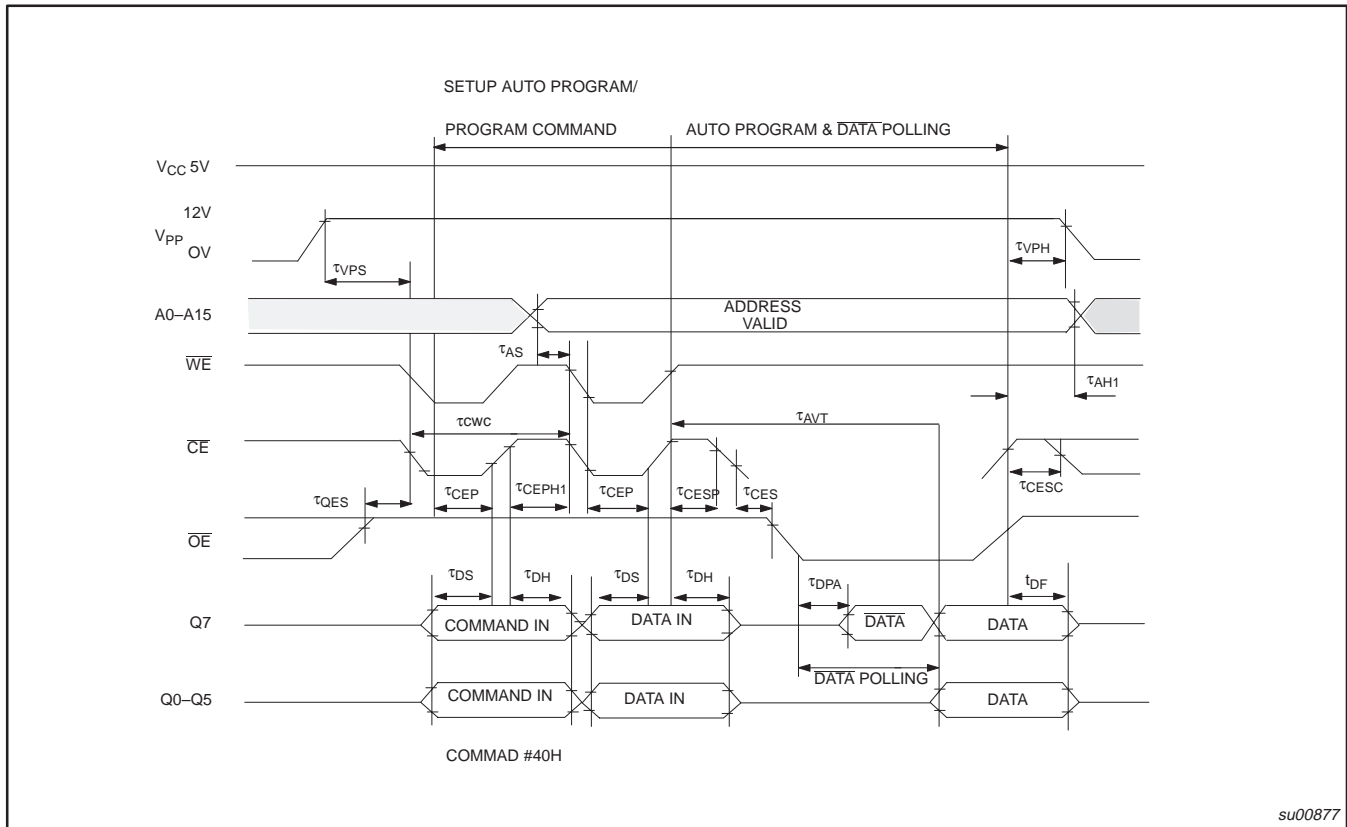 SETUP AUTO PROGRAM/
PROGRAM COMMAND
AUTO PROGRAM & DATA POLLING
VCC 5V
12V
VPP
OV
τVPS
τVPH
A0–A15
ADDRESS
VALID
τAS
WE
τAH1
τCWC
τAVT
CE
τCESC
τQES
τCEP
τCEPH1
τCEP
τCESP
τCES
OE
τDS
τDH
τDS
τDH
τDPA
tDF
Q7
COMMAND IN
DATA IN
DATA
DATA
DATA POLLING
Q0–Q5
COMMAND IN
DATA IN
DATA
COMMAD #40H
su00877